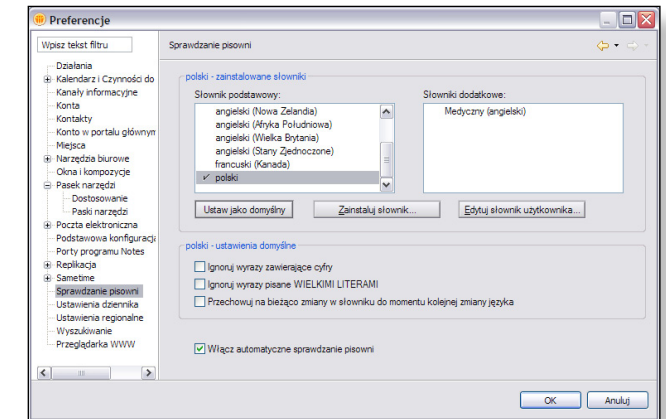 Preferencje
Wpisz tekst filtru
Sprawdzanie pisowni
Działania
Kalendarz i Czynności do
Kanały informacyjne
Konta
Kontakty
Konto w portalu głównym
Miejsca
Narzędzia biurowe
Okna i kompozycje
Pasek narzędzi
Dostosowanie
Paski narzędzi
Poczta elektroniczna
Podstawowa konfiguracja
Porty programu Notes
Replikacja
Sametime
Sprawdzanie pisowni
Ustawienia dziennika
Ustawienia regionalne
Wyszukiwanie
Przeglądarka WWW
polski - zainstalowane słowniki
Słownik podstawowy:
angielski (Nowa Zelandia)
angielski (Afryka Południowa)
angielski (Wielka Brytania)
angielski (Stany Zjednoczone)
francuski (Kanada)
polski
Słowniki dodatkowe:
Medyczny (angielski)
Ustaw jako domyślny
Zainstaluj słownik...
Edytuj słownik użytkownika...
polski - ustawienia domyślne
Ignoruj wyrazy zawierające cyfry
Ignoruj wyrazy pisane WIELKIMI LITERAMI
Przechowuj na bieżąco zmiany w słowniku do momentu kolejnej zmiany języka
Włącz automatyczne sprawdzanie pisowni
OK
Anuluj